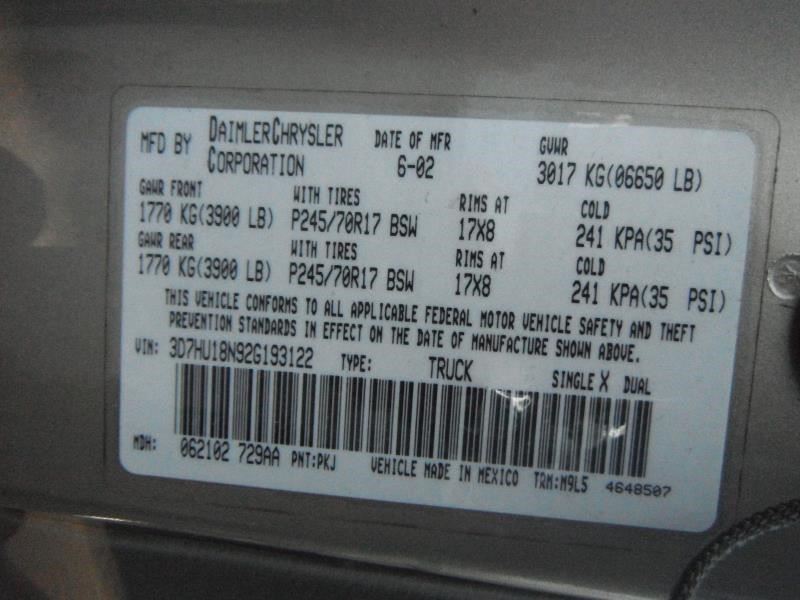 MFD BY DAIMLERCHRYSLER CORPORATION DATE OF MFR 6-02 GVWR 3017 KG(06650 LB)
GAWR FRONT WITH TIRES RIMS AT COLD
1770 KG(3900 LB) P245/70R17 BSW 17X8 241 KPA(35 PSI)
GAWR REAR WITH TIRES RIMS AT COLD
1770 KG(3900 LB) P245/70R17 BSW 17X8 241 KPA(35 PSI)
THIS VEHICLE CONFORMS TO ALL APPLICABLE FEDERAL MOTOR VEHICLE SAFETY AND THEFT
PREVENTION STANDARDS IN EFFECT ON THE DATE OF MANUFACTURE SHOWN ABOVE.
VIN: 3D7HU18N92G193122 TYPE: TRUCK SINGLE X DUAL
MDH: 062102 729AA PNT:PKJ VEHICLE MADE IN MEXICO TRM:M9L5 4648507